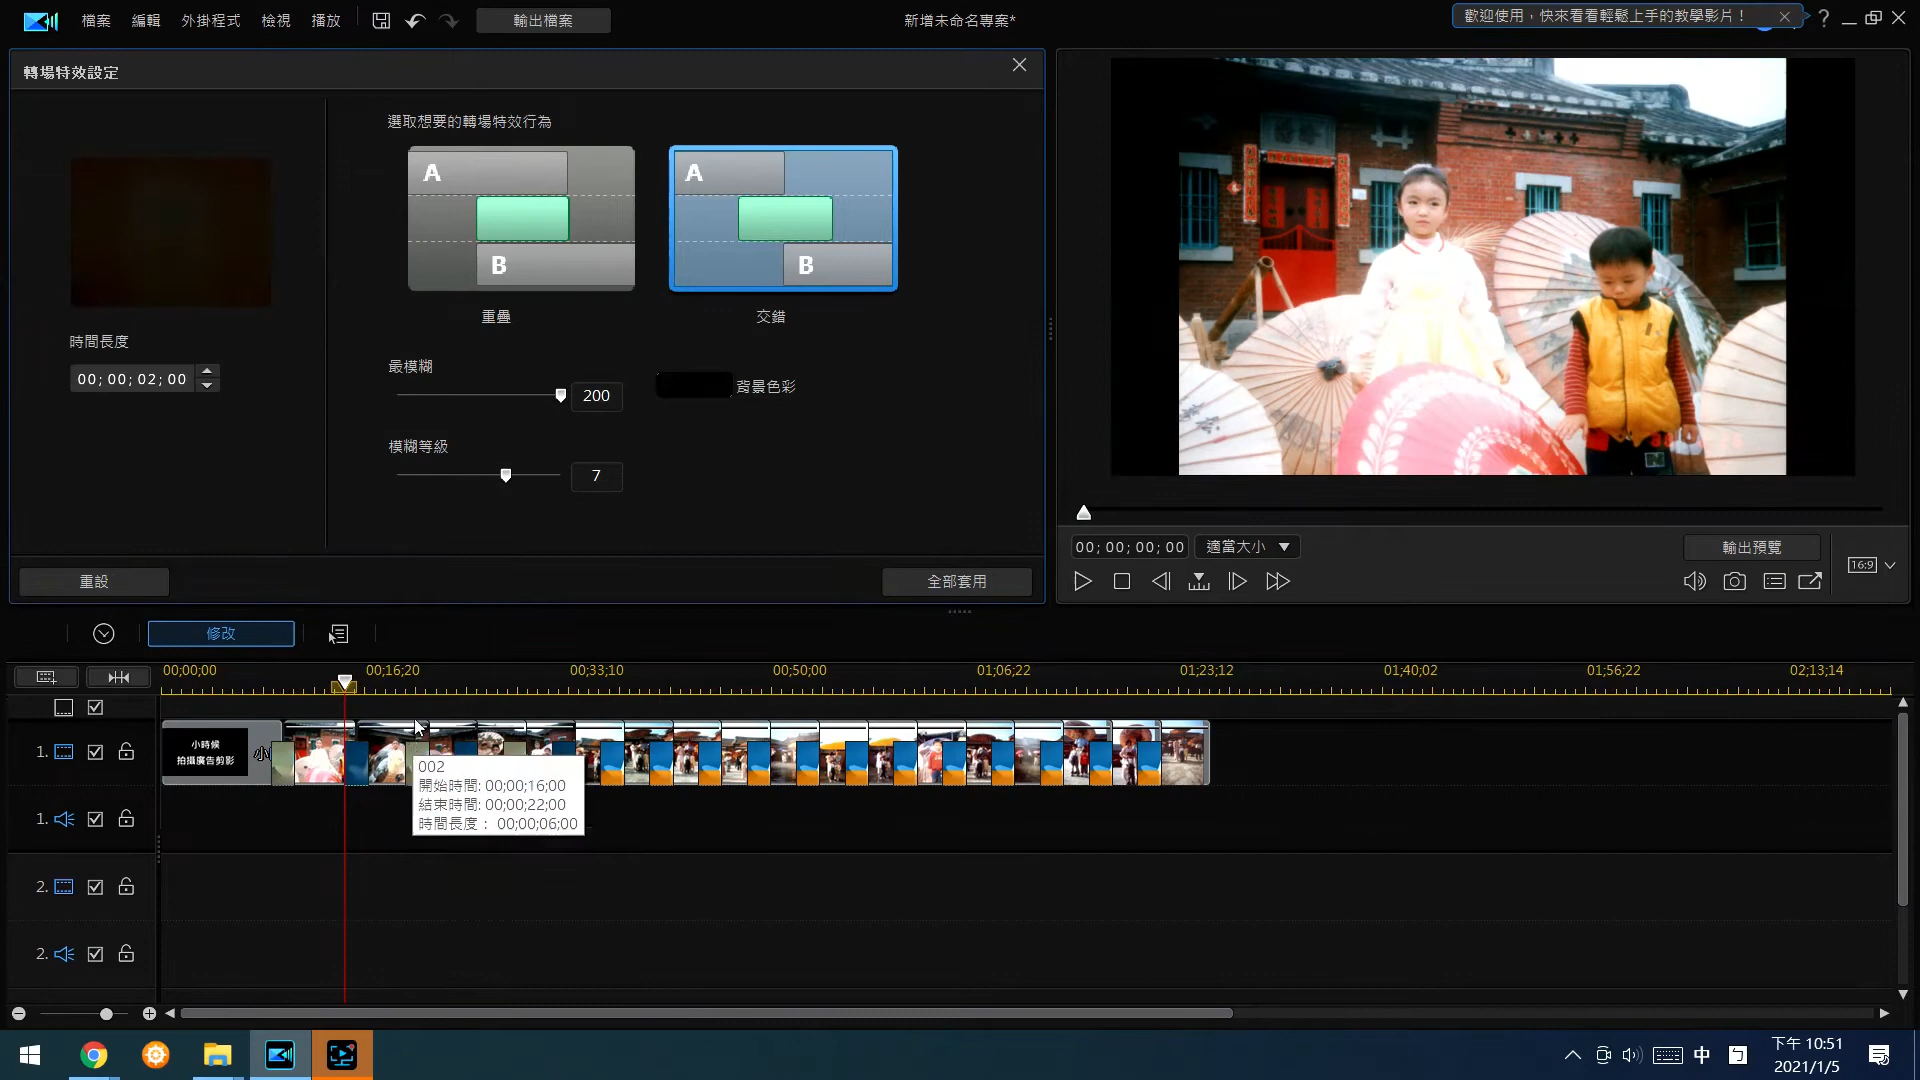 檔案 編輯 外掛程式 檢視 播放 輸出檔案 新增未命名專案* 歡迎使用，快來看看輕鬆上手的教學影片！
轉場特效設定
選取想要的轉場特效行為
A
B
A
B
重疊 交錯
時間長度
00; 00; 02; 00
最模糊
200
背景色彩
模糊等級
7
重設 全部套用
00; 00; 00; 00 適當大小 輸出預覽
16:9
修改
00;00;00 00;16;20 00;33;10 00;50;00 01;06;22 01;23;12 01;40;02 01;56;22 02;13;14
1.
小時候
拍攝廣告剪影
小
002
開始時間: 00;00;16;00
結束時間: 00;00;22;00
時間長度： 00;00;06;00
1.
2.
2.
中
下午 10:51
2021/1/5